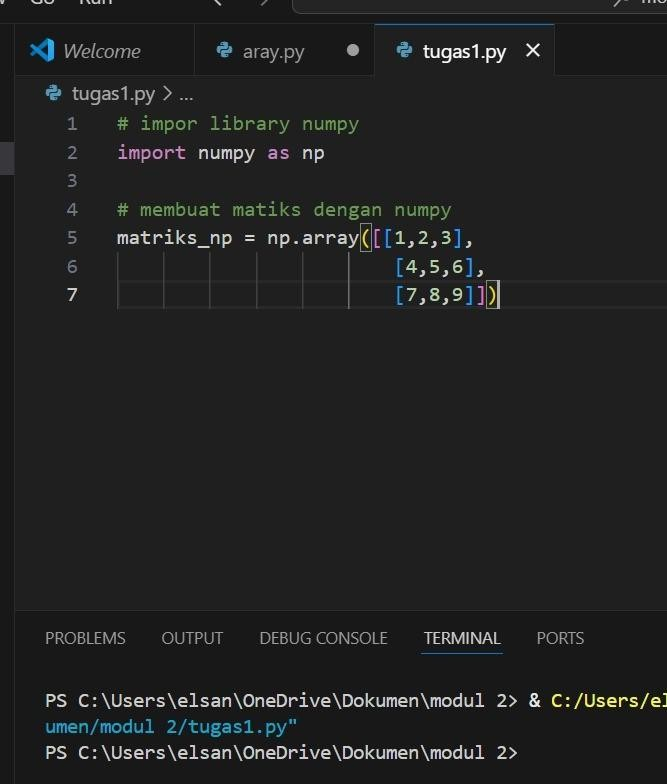 Go Run
Welcome aray.py tugas1.py
tugas1.py > ...
1 # impor library numpy
2 import numpy as np
3
4 # membuat matiks dengan numpy
5 matriks_np = np.array([[1,2,3],
6 [4,5,6],
7 [7,8,9]])
PROBLEMS OUTPUT DEBUG CONSOLE TERMINAL PORTS
PS C:\Users\elsan\OneDrive\Dokumen\modul 2> & C:/Users/el
umen/modul 2/tugas1.py"
PS C:\Users\elsan\OneDrive\Dokumen\modul 2>